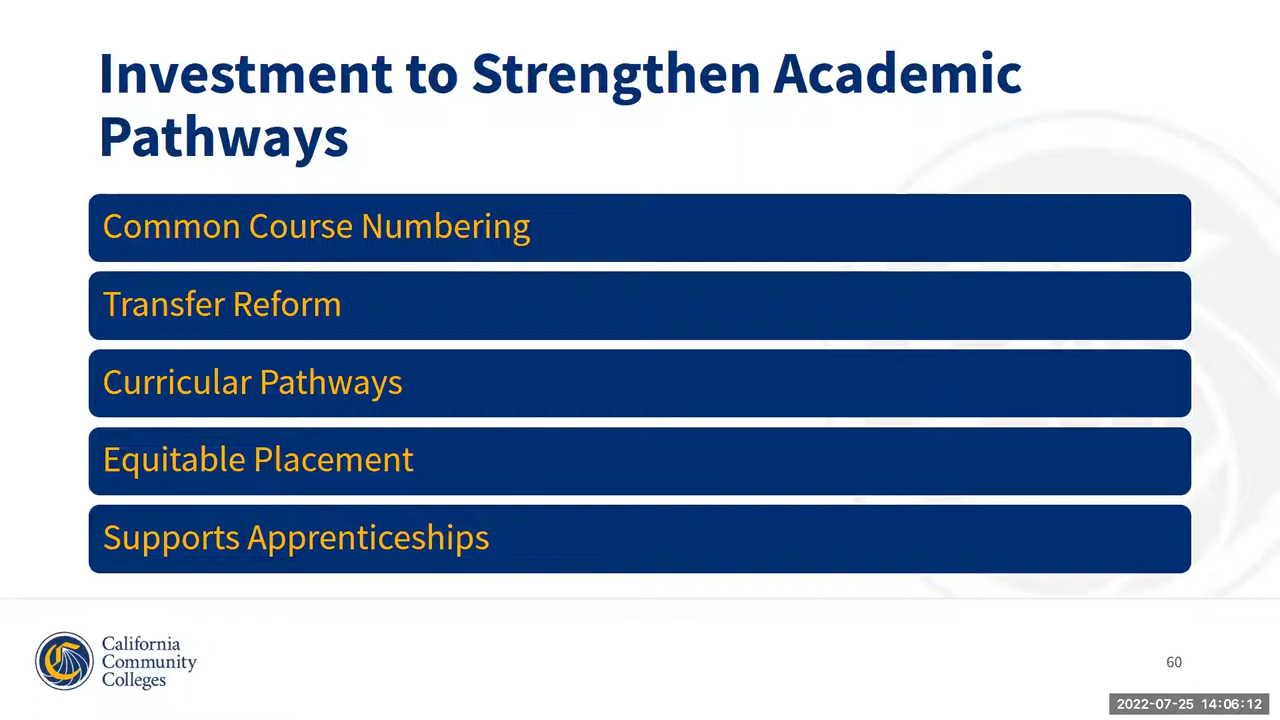 Investment to Strengthen Academic
Pathways
Common Course Numbering
Transfer Reform
Curricular Pathways
Equitable Placement
Supports Apprenticeships
California
Community
Colleges
60
2022-07-25 14:06:12